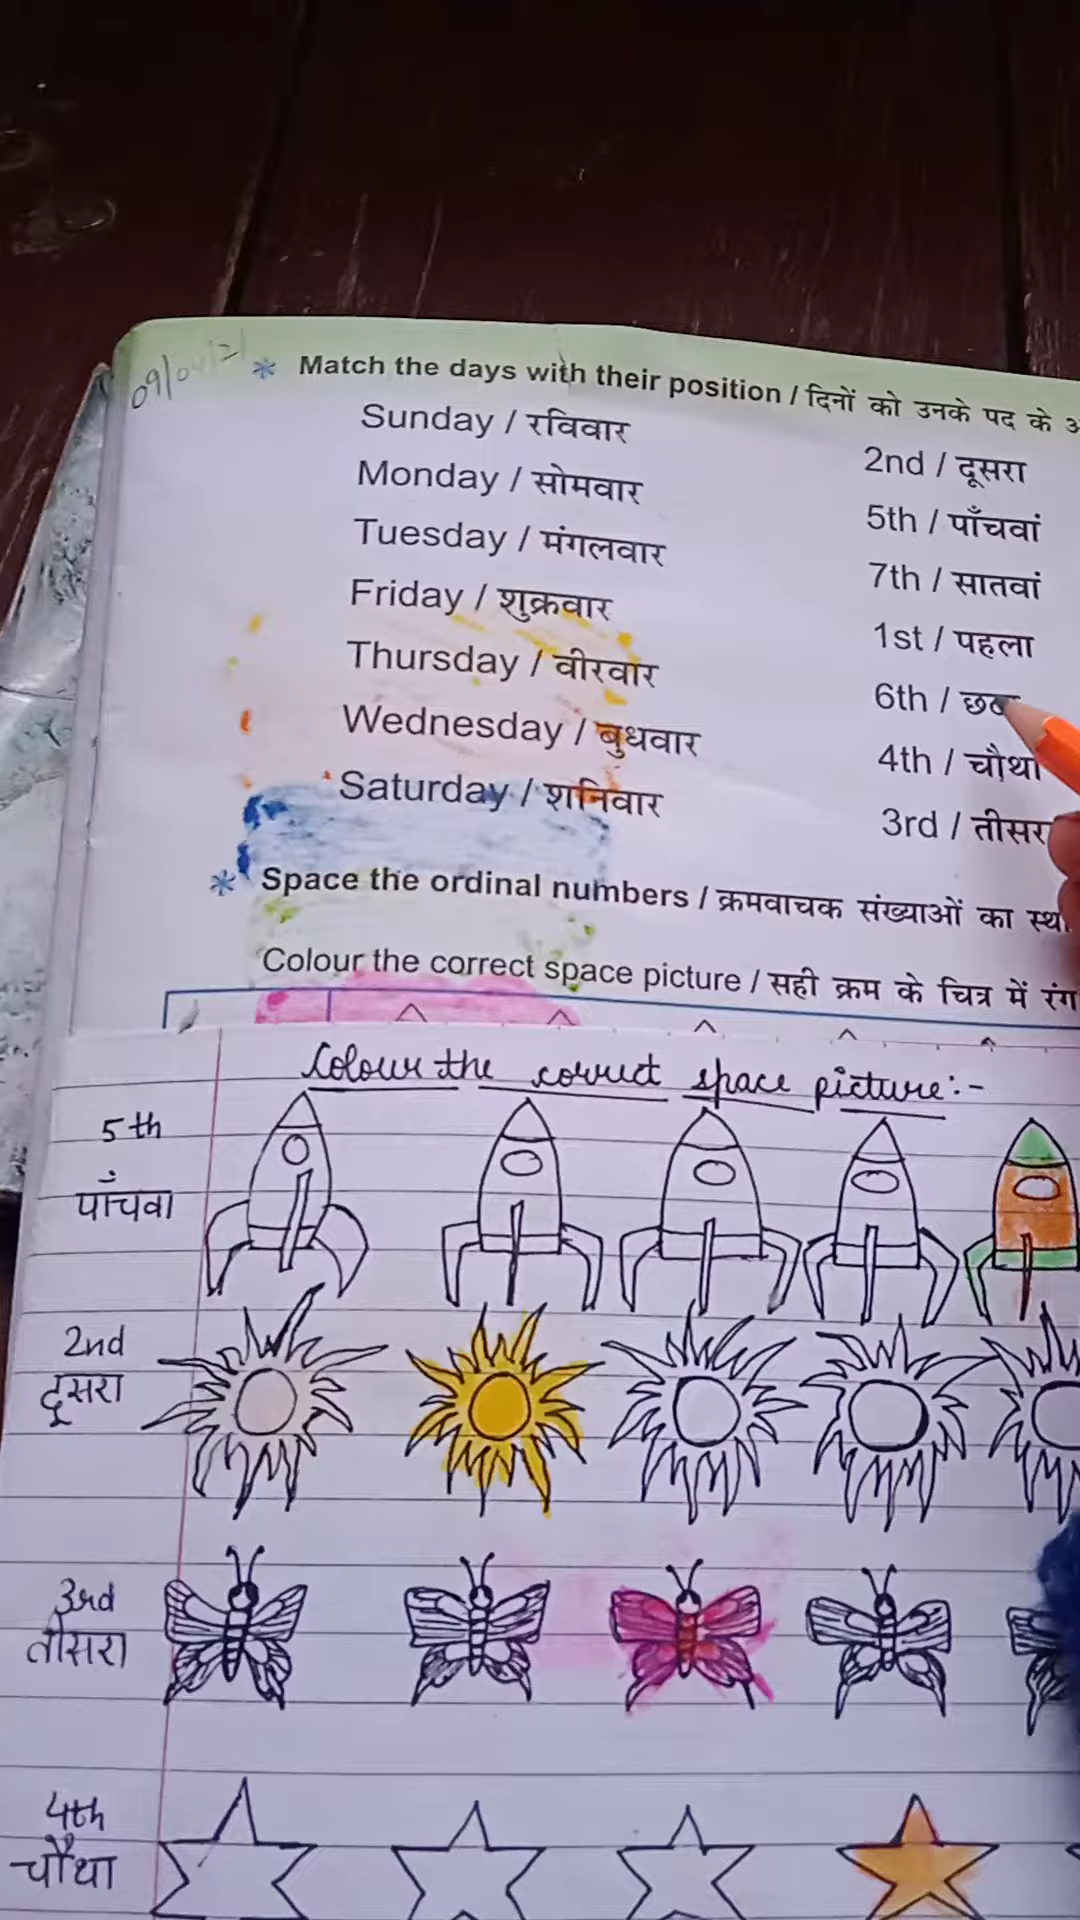 09/04/21
* Match the days with their position / दिनों को उनके पद के
Sunday / रविवार
2nd / दूसरा
Monday / सोमवार
5th / पाँचवां
Tuesday / मंगलवार
7th / सातवां
Friday / शुक्रवार
1st / पहला
Thursday / वीरवार
6th /
Wednesday / बुधवार
4th / चौथा
Saturday / शनिवार
3rd /
* Space the ordinal numbers / क्रमवाचक संख्याओं का
Colour the correct space picture / सही क्रम के चित्र में रंग
Colour the correct space picture:-
5th
पाँचवा
2nd
दूसरा
3rd
तीसरा
4th
चौथा